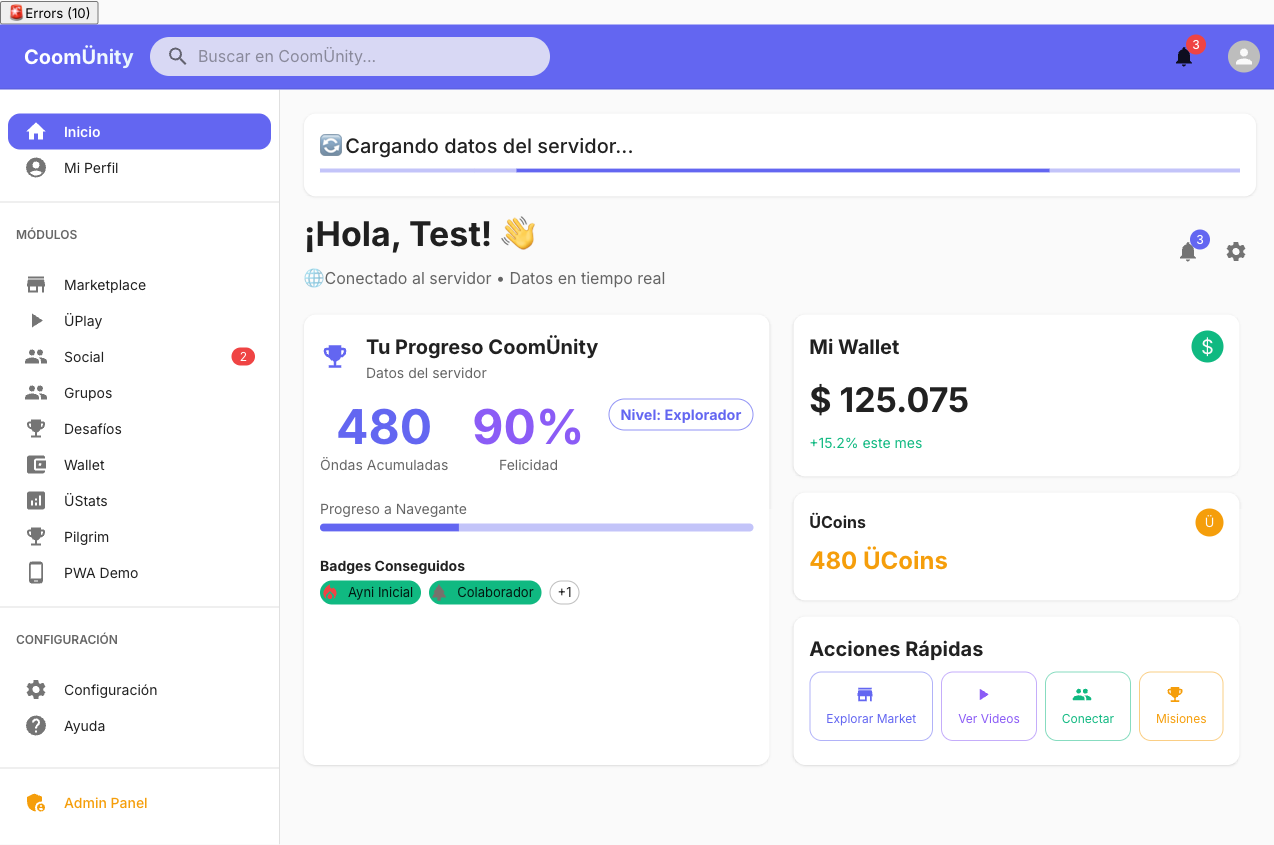 🚨Errors (10)
CoomÜnity
Buscar en CoomÜnity...
3
Inicio
Mi Perfil
MÓDULOS
Marketplace
ÜPlay
Social
2
Grupos
Desafíos
Wallet
ÜStats
Pilgrim
PWA Demo
CONFIGURACIÓN
Configuración
Ayuda
Admin Panel
🔄Cargando datos del servidor...
¡Hola, Test! 👋
🌐Conectado al servidor • Datos en tiempo real
3
Tu Progreso CoomÜnity
Datos del servidor
480
Öndas Acumuladas
90%
Felicidad
Nivel: Explorador
Progreso a Navegante
Badges Conseguidos
Ayni Inicial
Colaborador
+1
Mi Wallet
$
$ 125.075
+15.2% este mes
ÜCoins
Ü
480 ÜCoins
Acciones Rápidas
Explorar Market
Ver Videos
Conectar
Misiones